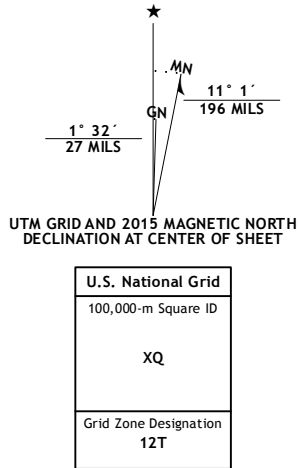 ★
MN
GN
11° 1´
196 MILS
1° 32´
27 MILS
UTM GRID AND 2015 MAGNETIC NORTH
DECLINATION AT CENTER OF SHEET
U.S. National Grid
100,000-m Square ID
XQ
Grid Zone Designation
12T